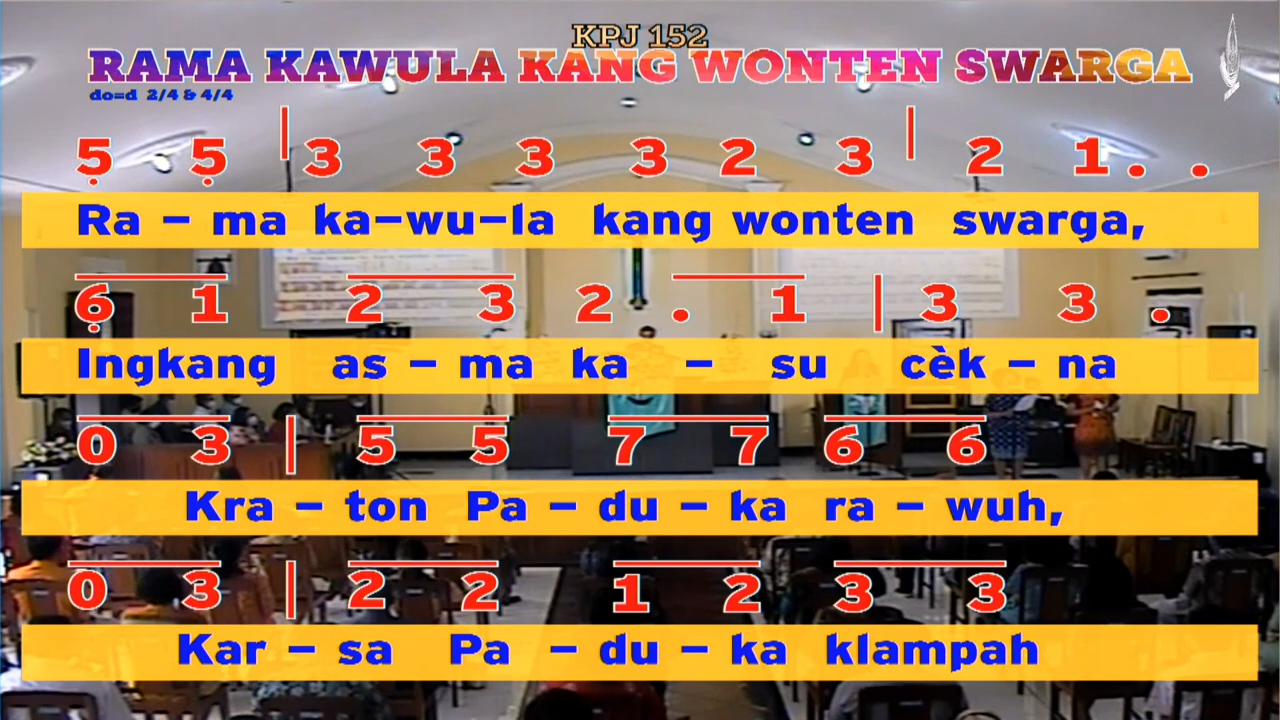 KPJ 152
RAMA KAWULA KANG WONTEN SWARGA
do=d 2/4 & 4/4
5̣ 5̣ | 3 3 3 3 2 3 | 2 1 . .
Ra – ma ka–wu–la kang wonten swarga,
6̣ 1 2 3 2 . 1 | 3 3 .
Ingkang as – ma ka – su cèk – na
0 3 | 5 5 7 7 6 6
Kra – ton Pa – du – ka ra – wuh,
0 3 | 2 2 1 2 3 3
Kar – sa Pa – du – ka klampah